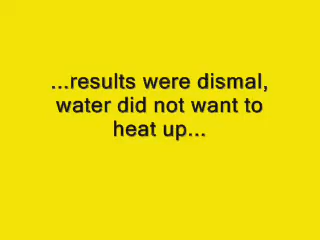 ...results were dismal,
water did not want to
heat up...